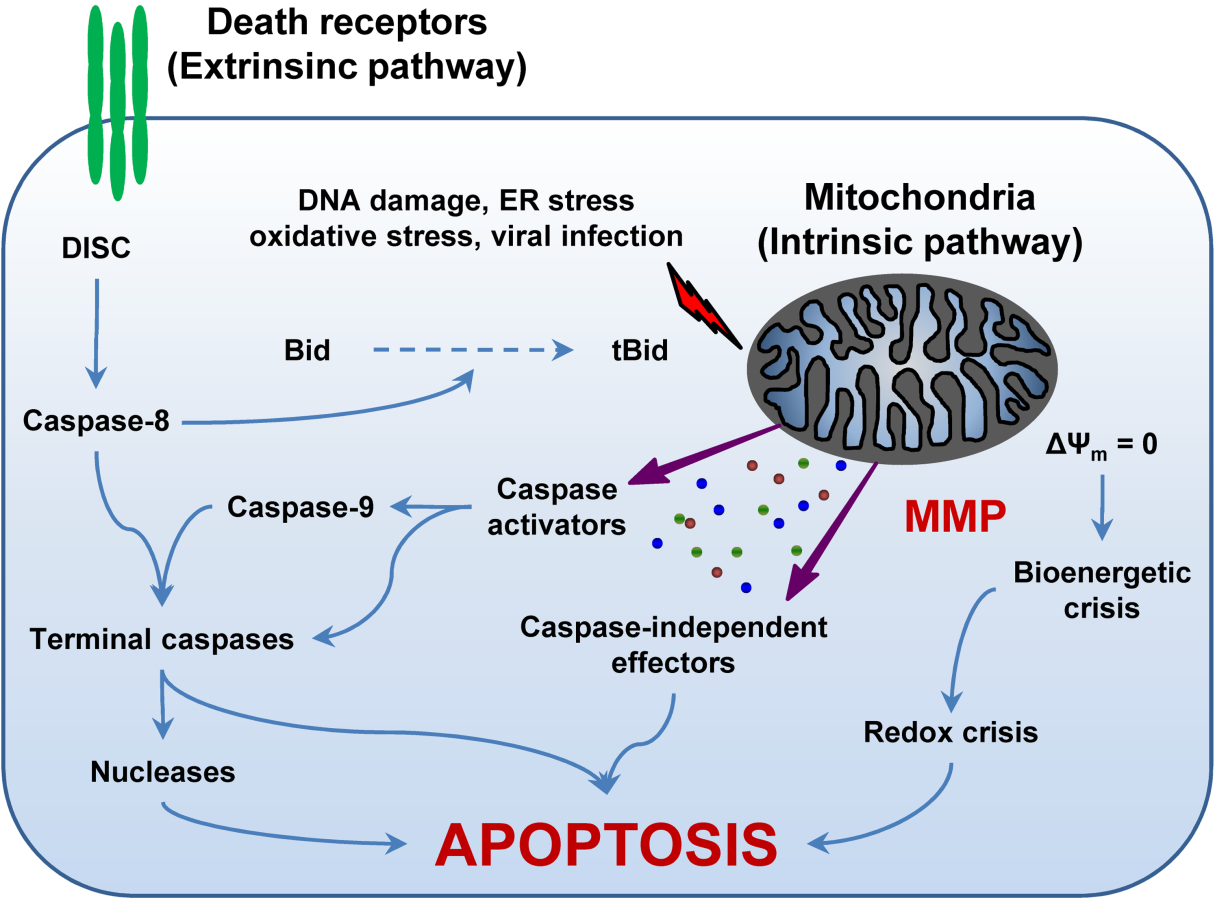 Death receptors
(Extrinsinc pathway)
DNA damage, ER stress
oxidative stress, viral infection
Mitochondria
(Intrinsic pathway)
DISC
Bid
tBid
Caspase-8
ΔΨm = 0
Caspase-9
Caspase
activators
MMP
Bioenergetic
crisis
Terminal caspases
Caspase-independent
effectors
Redox crisis
Nucleases
APOPTOSIS